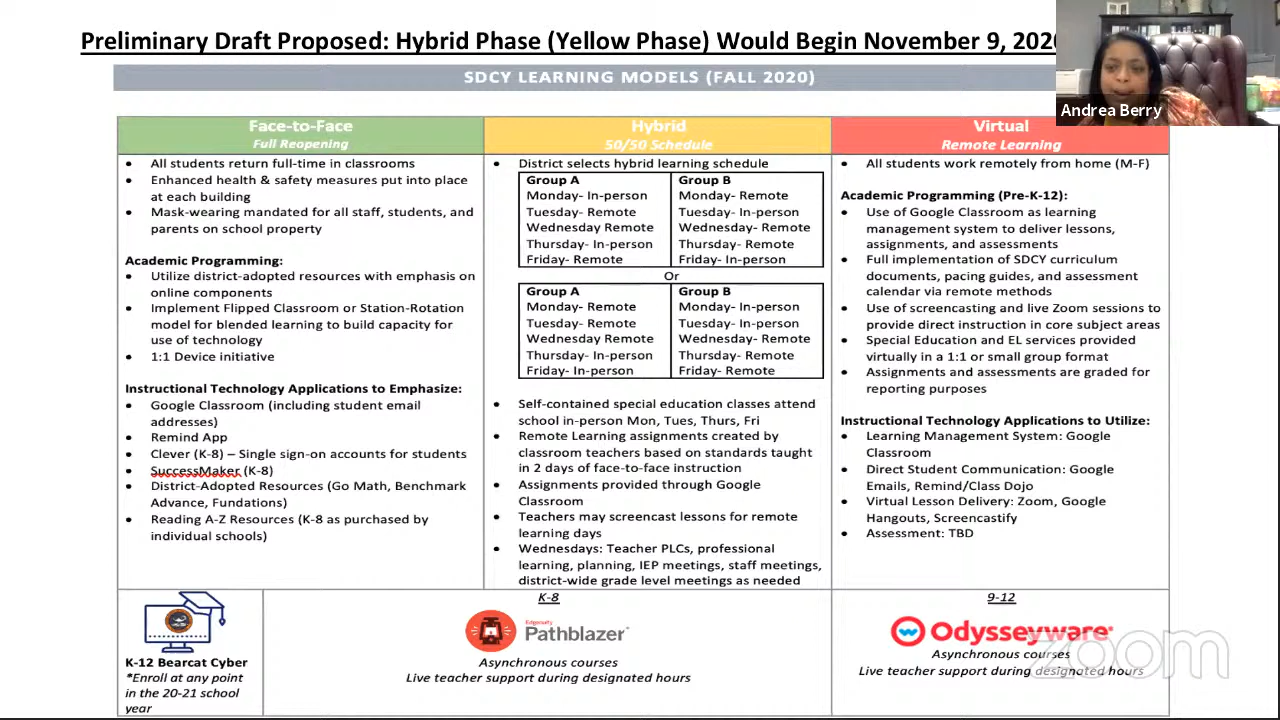 Preliminary Draft Proposed: Hybrid Phase (Yellow Phase) Would Begin November 9, 2020
Andrea Berry
SDCY LEARNING MODELS (FALL 2020)
Face-to-Face
Full Reopening
• All students return full-time in classrooms
• Enhanced health & safety measures put into place
at each building
• Mask-wearing mandated for all staff, students, and
parents on school property
Academic Programming:
• Utilize district-adopted resources with emphasis on
online components
• Implement Flipped Classroom or Station-Rotation
model for blended learning to build capacity for
use of technology
• 1:1 Device initiative
Instructional Technology Applications to Emphasize:
• Google Classroom (including student email
addresses)
• Remind App
• Clever (K-8) – Single sign-on accounts for students
• SuccessMaker (K-8)
• District-Adopted Resources (Go Math, Benchmark
Advance, Fundations)
• Reading A-Z Resources (K-8 as purchased by
individual schools)
Hybrid
50/50 Schedule
• District selects hybrid learning schedule
Group A
Monday- In-person
Tuesday- Remote
Wednesday Remote
Thursday- In-person
Friday- Remote
Group B
Monday- Remote
Tuesday- In-person
Wednesday- Remote
Thursday- Remote
Friday- In-person
Or
Group A
Monday- Remote
Tuesday- Remote
Wednesday Remote
Thursday- In-person
Friday- In-person
Group B
Monday- In-person
Tuesday- In-person
Wednesday- Remote
Thursday- Remote
Friday- Remote
• Self-contained special education classes attend
school in-person Mon, Tues, Thurs, Fri
• Remote Learning assignments created by
classroom teachers based on standards taught
in 2 days of face-to-face instruction
• Assignments provided through Google
Classroom
• Teachers may screencast lessons for remote
learning days
• Wednesdays: Teacher PLCs, professional
learning, planning, IEP meetings, staff meetings,
district-wide grade level meetings as needed
Virtual
Remote Learning
• All students work remotely from home (M-F)
Academic Programming (Pre-K-12):
• Use of Google Classroom as learning
management system to deliver lessons,
assignments, and assessments
• Full implementation of SDCY curriculum
documents, pacing guides, and assessment
calendar via remote methods
• Use of screencasting and live Zoom sessions to
provide direct instruction in core subject areas
• Special Education and EL services provided
virtually in a 1:1 or small group format
• Assignments and assessments are graded for
reporting purposes
Instructional Technology Applications to Utilize:
• Learning Management System: Google
Classroom
• Direct Student Communication: Google
Emails, Remind/Class Dojo
• Virtual Lesson Delivery: Zoom, Google
Hangouts, Screencastify
• Assessment: TBD
K-12 Bearcat Cyber
*Enroll at any point
in the 20-21 school
year
K-8
Edgenuity
Pathblazer
Asynchronous courses
Live teacher support during designated hours
9-12
Odysseyware
Asynchronous courses
Live teacher support during designated hours
zoom